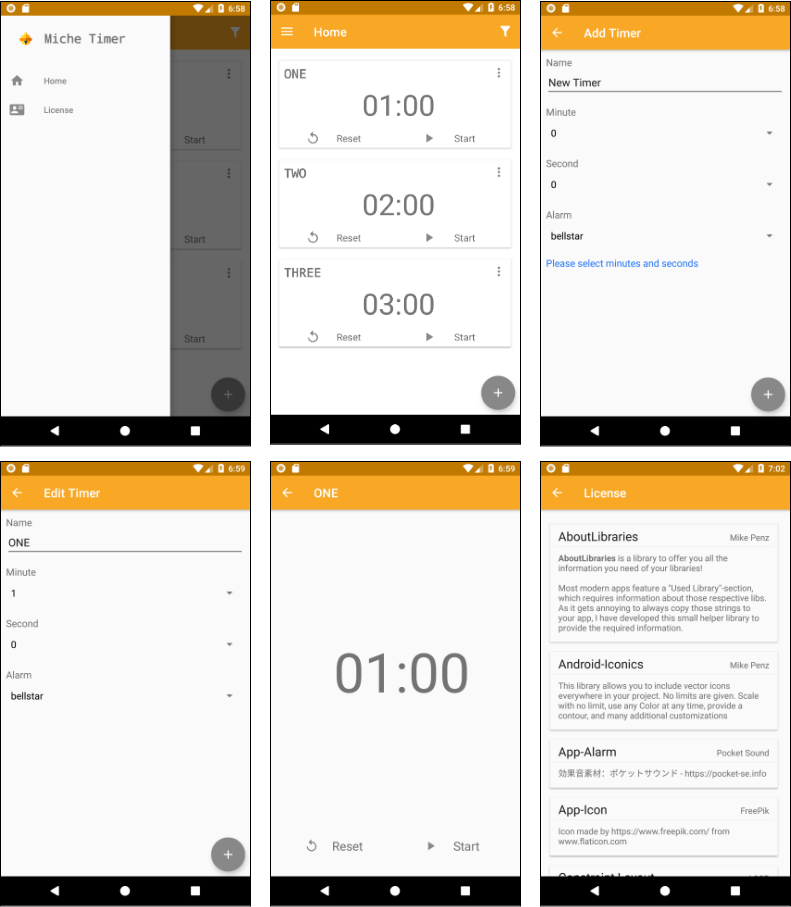 6:58
Miche Timer
Home
License
Start
Start
Start
6:58
Home
ONE
01:00
Reset Start
TWO
02:00
Reset Start
THREE
03:00
Reset Start
6:58
Add Timer
Name
New Timer
Minute
0
Second
0
Alarm
bellstar
Please select minutes and seconds
6:59
Edit Timer
Name
ONE
Minute
1
Second
0
Alarm
bellstar
6:59
ONE
01:00
Reset Start
7:02
License
AboutLibraries Mike Penz
AboutLibraries is a library to offer you all the
information you need of your libraries!
Most modern apps feature a "Used Library"-section,
which requires information about those respective libs.
As it gets annoying to always copy those strings to
your app, I have developed this small helper library to
provide the required information.
Android-Iconics Mike Penz
This library allows you to include vector icons
everywhere in your project. No limits are given. Scale
with no limit, use any Color at any time, provide a
contour, and many additional customizations
App-Alarm Pocket Sound
効果音素材：ポケットサウンド - https://pocket-se.info
App-Icon FreePik
Icon made by https://www.freepik.com/ from
www.flaticon.com
Constraint Layout